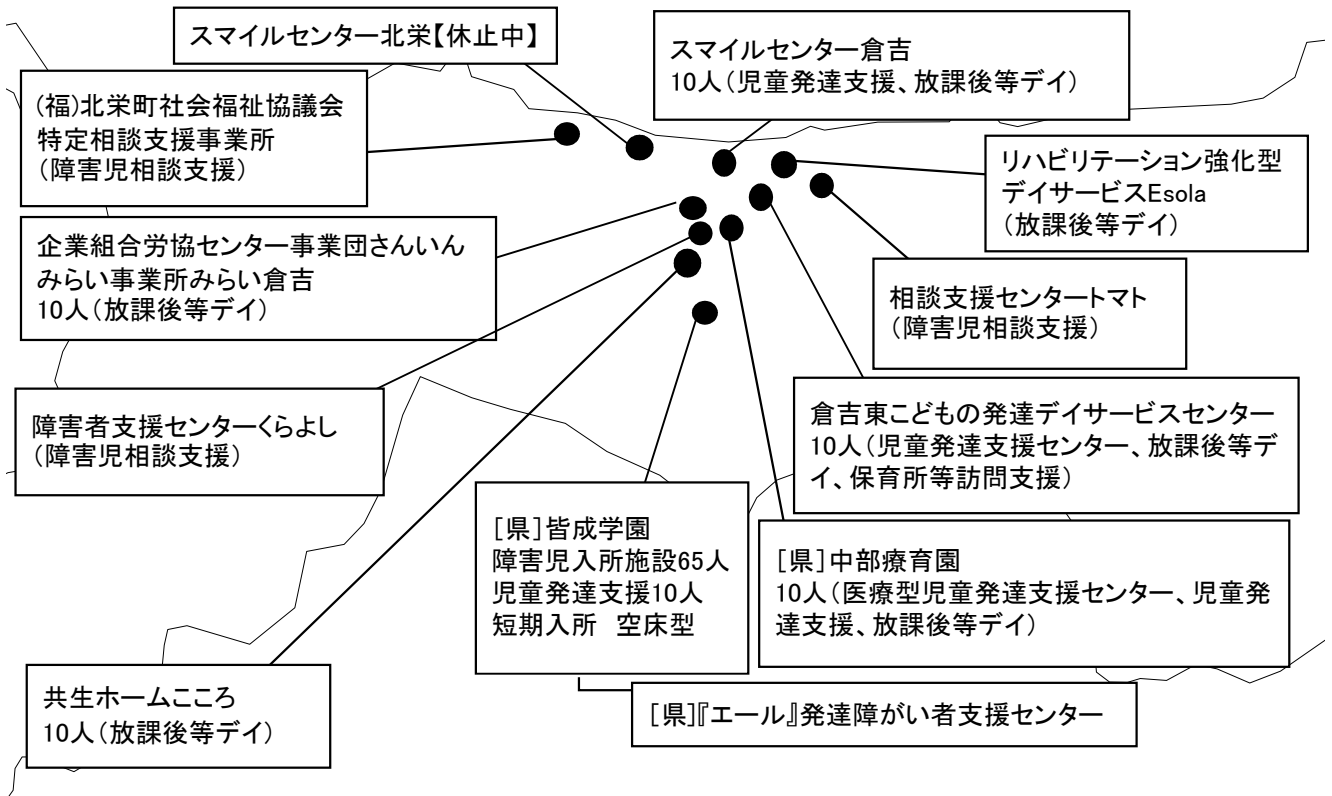 スマイルセンター北栄【休止中】
スマイルセンター倉吉
10人（児童発達支援、放課後等デイ）
(福)北栄町社会福祉協議会
特定相談支援事業所
（障害児相談支援）
リハビリテーション強化型
デイサービスEsola
（放課後等デイ）
企業組合労協センター事業団さんいん
みらい事業所みらい倉吉
10人（放課後等デイ）
相談支援センタートマト
（障害児相談支援）
障害者支援センターくらよし
（障害児相談支援）
倉吉東こどもの発達デイサービスセンター
10人（児童発達支援センター、放課後等デ
イ、保育所等訪問支援）
［県］皆成学園
障害児入所施設65人
児童発達支援10人
短期入所　空床型
［県］中部療育園
10人（医療型児童発達支援センター、児童発
達支援、放課後等デイ）
共生ホームこころ
10人（放課後等デイ）
［県］『エール』発達障がい者支援センター